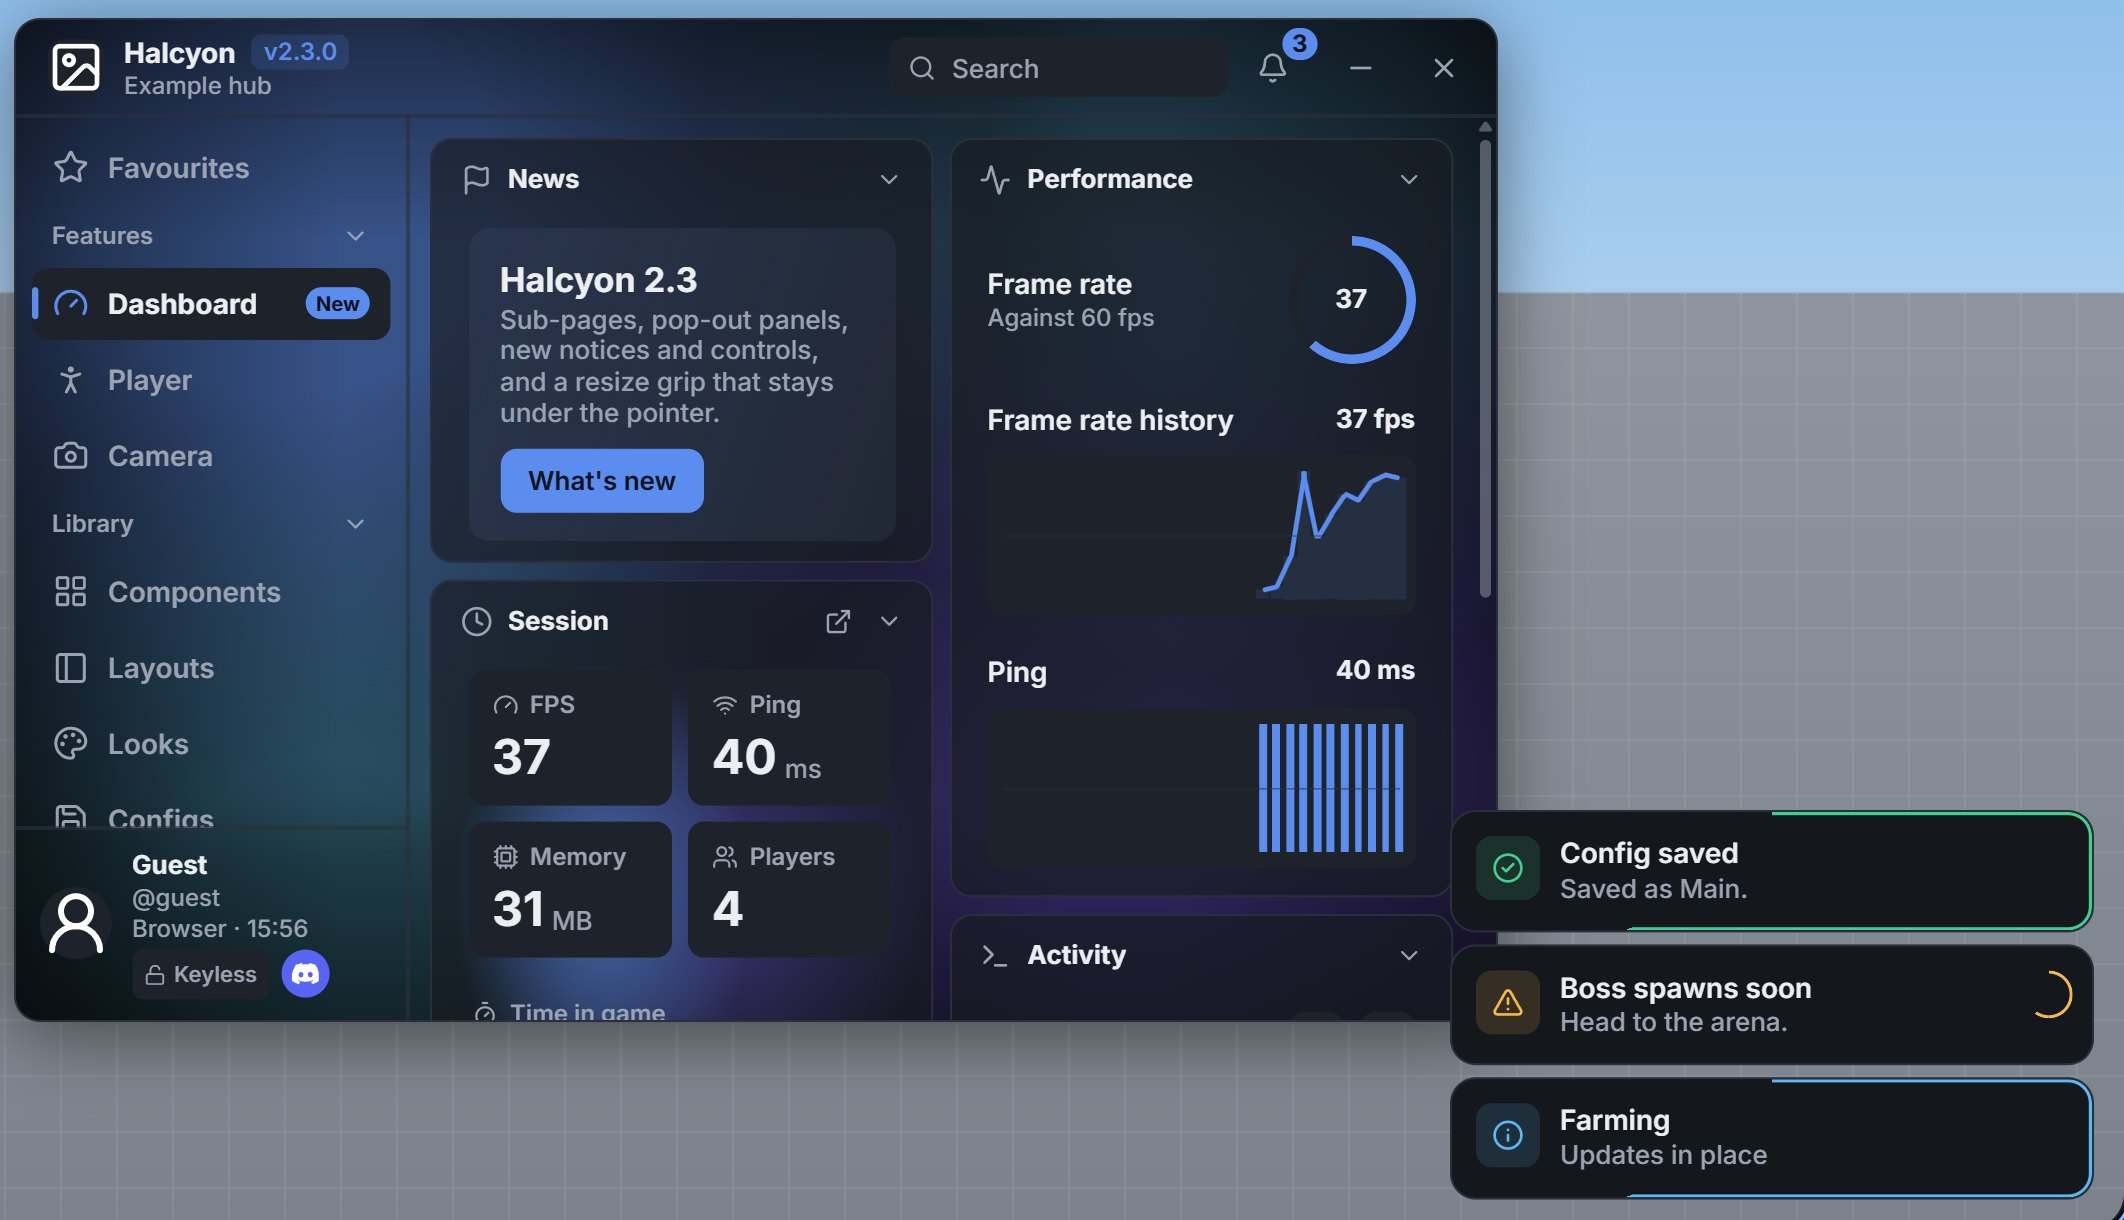 Halcyon v2.3.0
Example hub
Search
3
Favourites
Features
Dashboard New
Player
Camera
Library
Components
Layouts
Looks
Configs
Guest
@guest
Browser · 15:56
Keyless
News
Halcyon 2.3
Sub-pages, pop-out panels,
new notices and controls,
and a resize grip that stays
under the pointer.
What's new
Session
FPS
37
Ping
40 ms
Memory
31 MB
Players
4
Time in game
Performance
Frame rate
Against 60 fps
37
Frame rate history 37 fps
Ping 40 ms
Activity
Config saved
Saved as Main.
Boss spawns soon
Head to the arena.
Farming
Updates in place